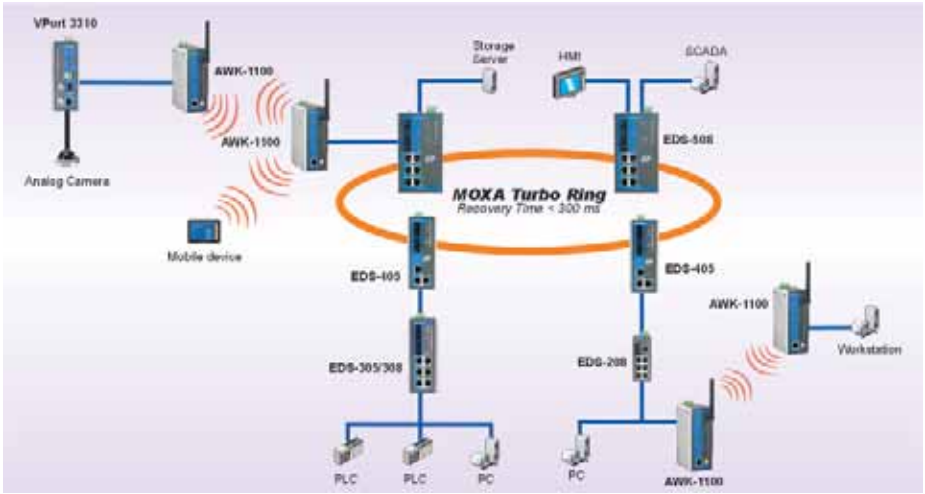 VPort 3310
AWK-1100
Analog Camera
AWK-1100
Mobile device
Storage
Server
HMI
SCADA
EDS-508
MOXA Turbo Ring
Recovery Time < 300 ms
EDS-405
EDS-405
AWK-1100
Workstation
EDS-305/308
EDS-208
PLC
PLC
PC
PC
AWK-1100